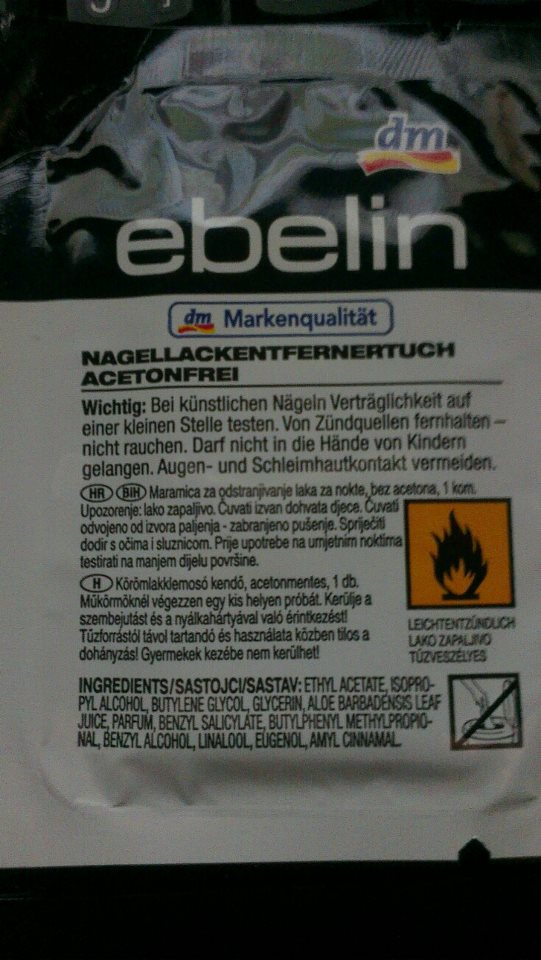 dm
ebelin
dm Markenqualität
NAGELLACKENTFERNERTUCH
ACETONFREI
Wichtig: Bei künstlichen Nägeln Verträglichkeit auf
einer kleinen Stelle testen. Von Zündquellen fernhalten –
nicht rauchen. Darf nicht in die Hände von Kindern
gelangen. Augen- und Schleimhautkontakt vermeiden.
HR BIH Maramica za odstranjivanje laka za nokte, bez acetona, 1 kom.
Upozorenje: lako zapaljivo. Čuvati izvan dohvata djece. Čuvati
odvojeno od izvora paljenja - zabranjeno pušenje. Spriječiti
dodir s očima i sluznicom. Prije upotrebe na umjetnim noktima
testirati na manjem dijelu površine.
H Körömlakklemosó kendő, acetonmentes, 1 db.
Műkörmöknél végezzen egy kis helyen próbát. Kerülje a
szembejutást és a nyálkahártyával való érintkezést!
Tűzforrástól távol tartandó és használata közben tilos a
dohányzás! Gyermekek kezébe nem kerülhet!
LEICHTENTZÜNDLICH
LAKO ZAPALJIVO
TŰZVESZÉLYES
INGREDIENTS/SASTOJCI/SASTAV: ETHYL ACETATE, ISOPRO-
PYL ALCOHOL, BUTYLENE GLYCOL, GLYCERIN, ALOE BARBADENSIS LEAF
JUICE, PARFUM, BENZYL SALICYLATE, BUTYLPHENYL METHYLPROPIO-
NAL, BENZYL ALCOHOL, LINALOOL, EUGENOL, AMYL CINNAMAL.